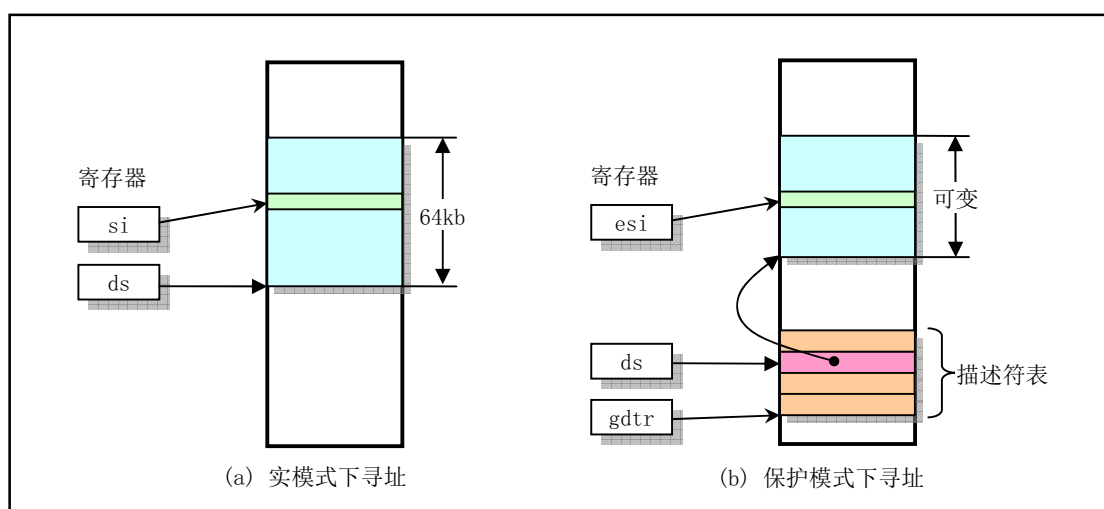 寄存器
si
ds
64kb
(a) 实模式下寻址
寄存器
esi
可变
ds
gdtr
描述符表
(b) 保护模式下寻址